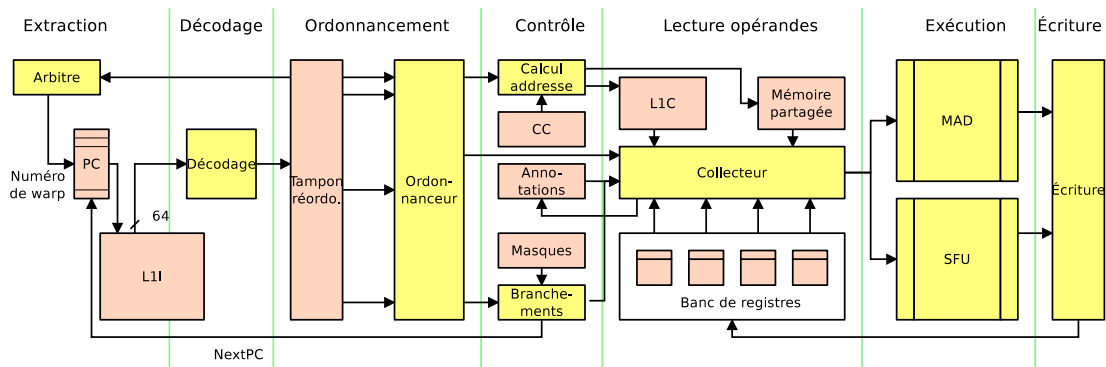 Extraction
Décodage
Ordonnancement
Contrôle
Lecture opérandes
Exécution
Écriture
Arbitre
PC
Numéro
de warp
64
L1I
Décodage
Tampon
réordo.
Ordon-
nanceur
Calcul
addresse
CC
Anno-
tations
Masques
Branche-
ments
NextPC
L1C
Mémoire
partagée
Collecteur
Banc de registres
MAD
SFU
Écriture